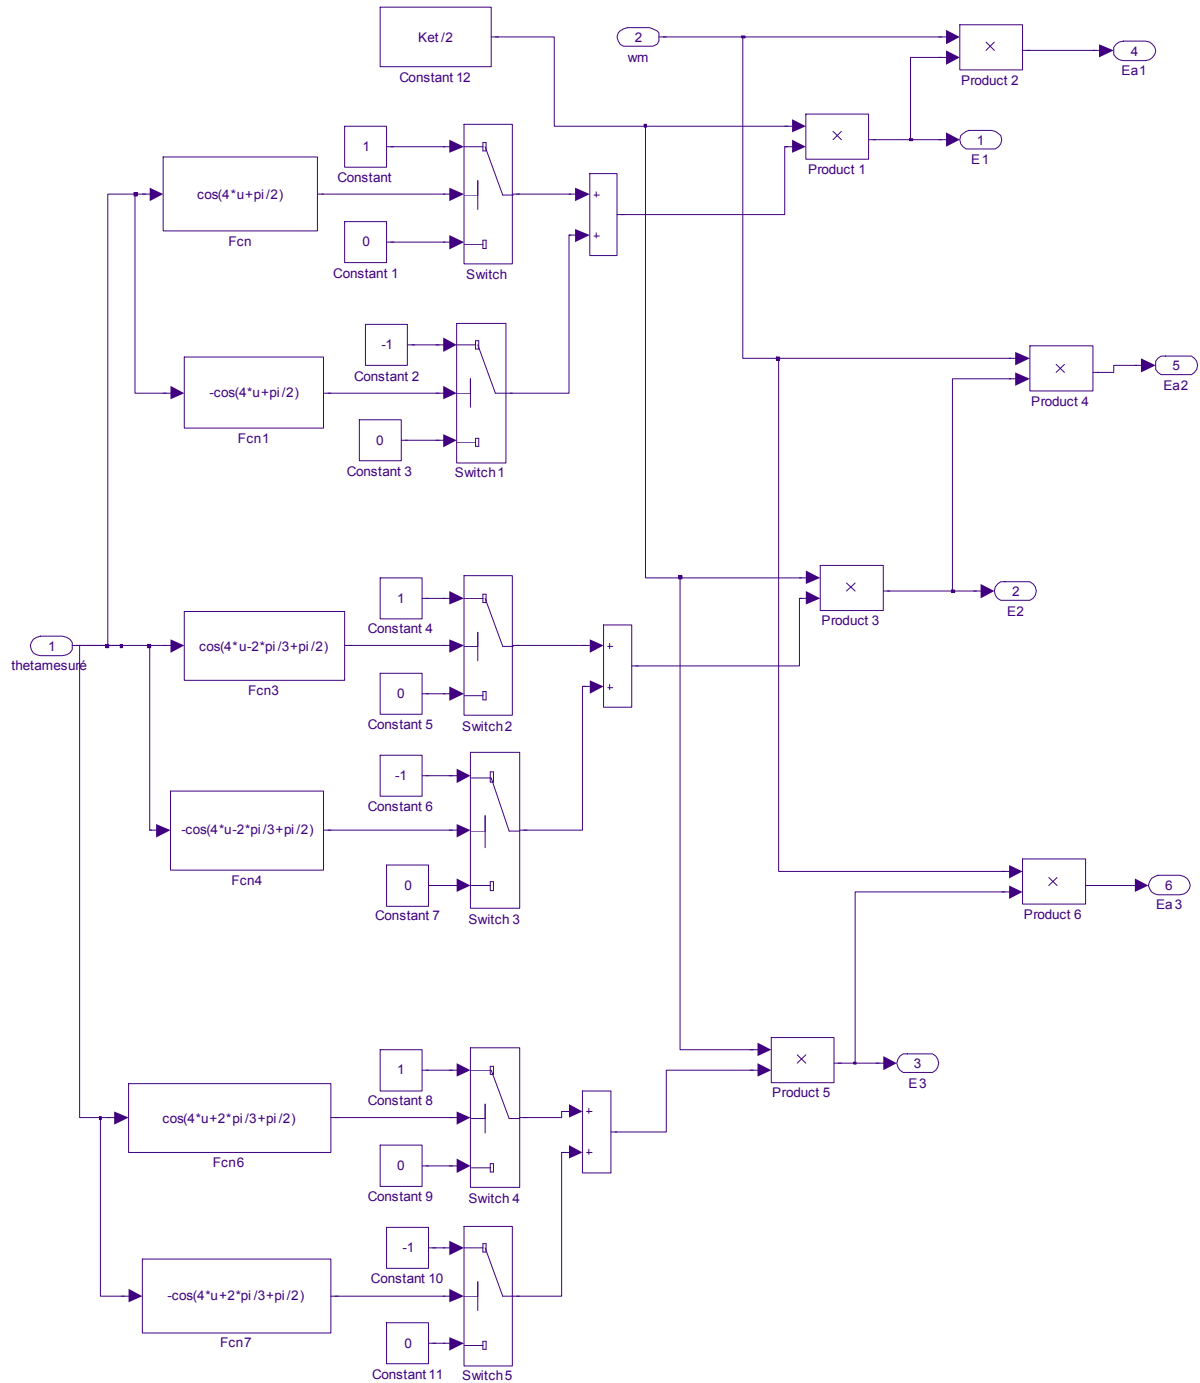 Ket/2
Constant 12
2
wm
×
Product 2
4
Ea1
×
Product 1
1
E1
1
Constant
cos(4*u+pi/2)
Fcn
0
Constant 1
Switch
+
+
-1
Constant 2
-cos(4*u+pi/2)
Fcn1
0
Constant 3
Switch1
×
Product 4
5
Ea2
1
Constant 4
×
Product 3
2
E2
1
thetamesuré
cos(4*u-2*pi/3+pi/2)
Fcn3
0
Constant 5
Switch2
+
+
-1
Constant 6
-cos(4*u-2*pi/3+pi/2)
Fcn4
0
Constant 7
Switch 3
×
Product 6
6
Ea3
1
Constant 8
×
Product 5
3
E3
cos(4*u+2*pi/3+pi/2)
Fcn6
0
Constant 9
Switch 4
+
+
-1
Constant 10
-cos(4*u+2*pi/3+pi/2)
Fcn7
0
Constant 11
Switch5